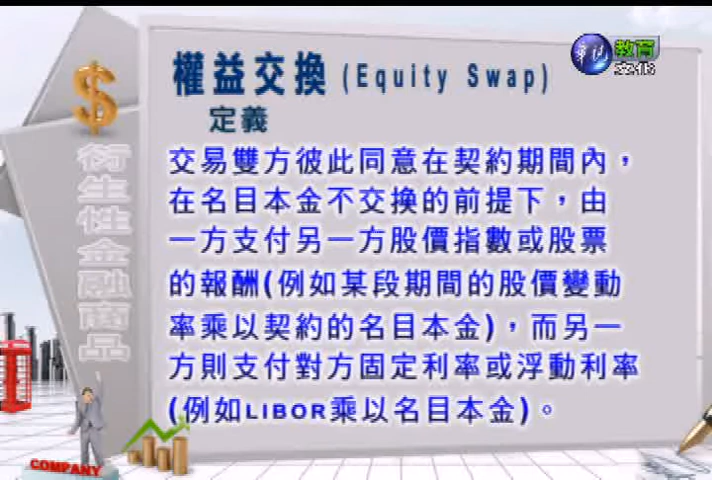 權益交換(Equity Swap)
華視 教育
文化
定義
交易雙方彼此同意在契約期間內，
在名目本金不交換的前提下，由
一方支付另一方股價指數或股票
的報酬(例如某段期間的股價變動
率乘以契約的名目本金)，而另一
方則支付對方固定利率或浮動利率
(例如LIBOR乘以名目本金)。
$
衍生性金融商品
COMPANY